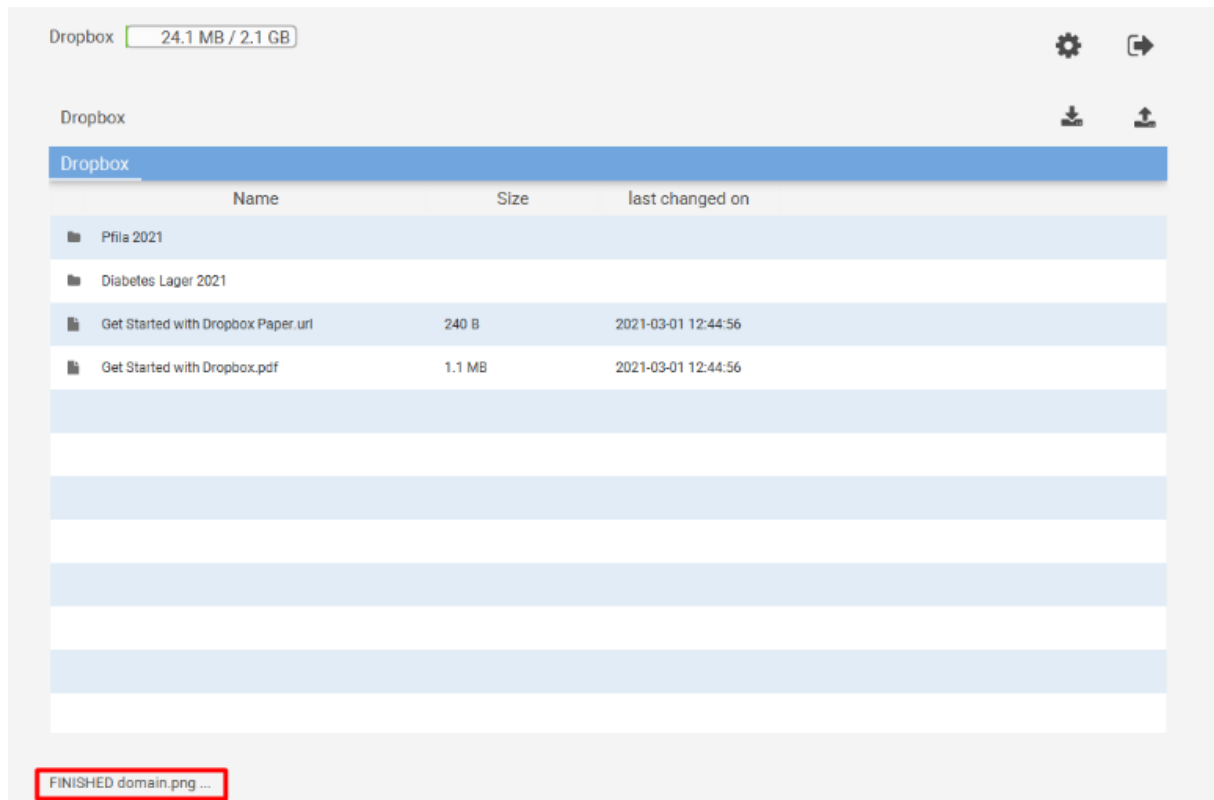 Dropbox 24.1 MB / 2.1 GB
Dropbox
Dropbox
Name Size last changed on
Pfila 2021
Diabetes Lager 2021
Get Started with Dropbox Paper.url 240 B 2021-03-01 12:44:56
Get Started with Dropbox.pdf 1.1 MB 2021-03-01 12:44:56
FINISHED domain.png ...